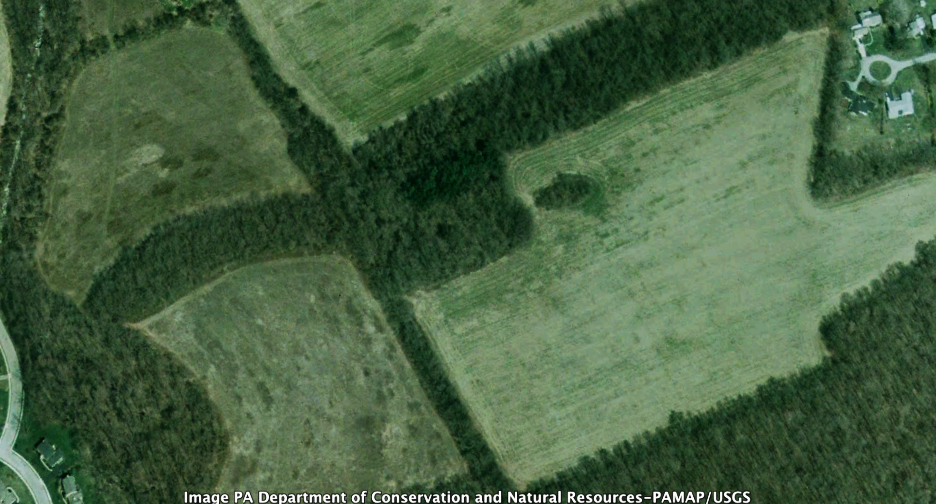 Image PA Department of Conservation and Natural Resources-PAMAP/USGS